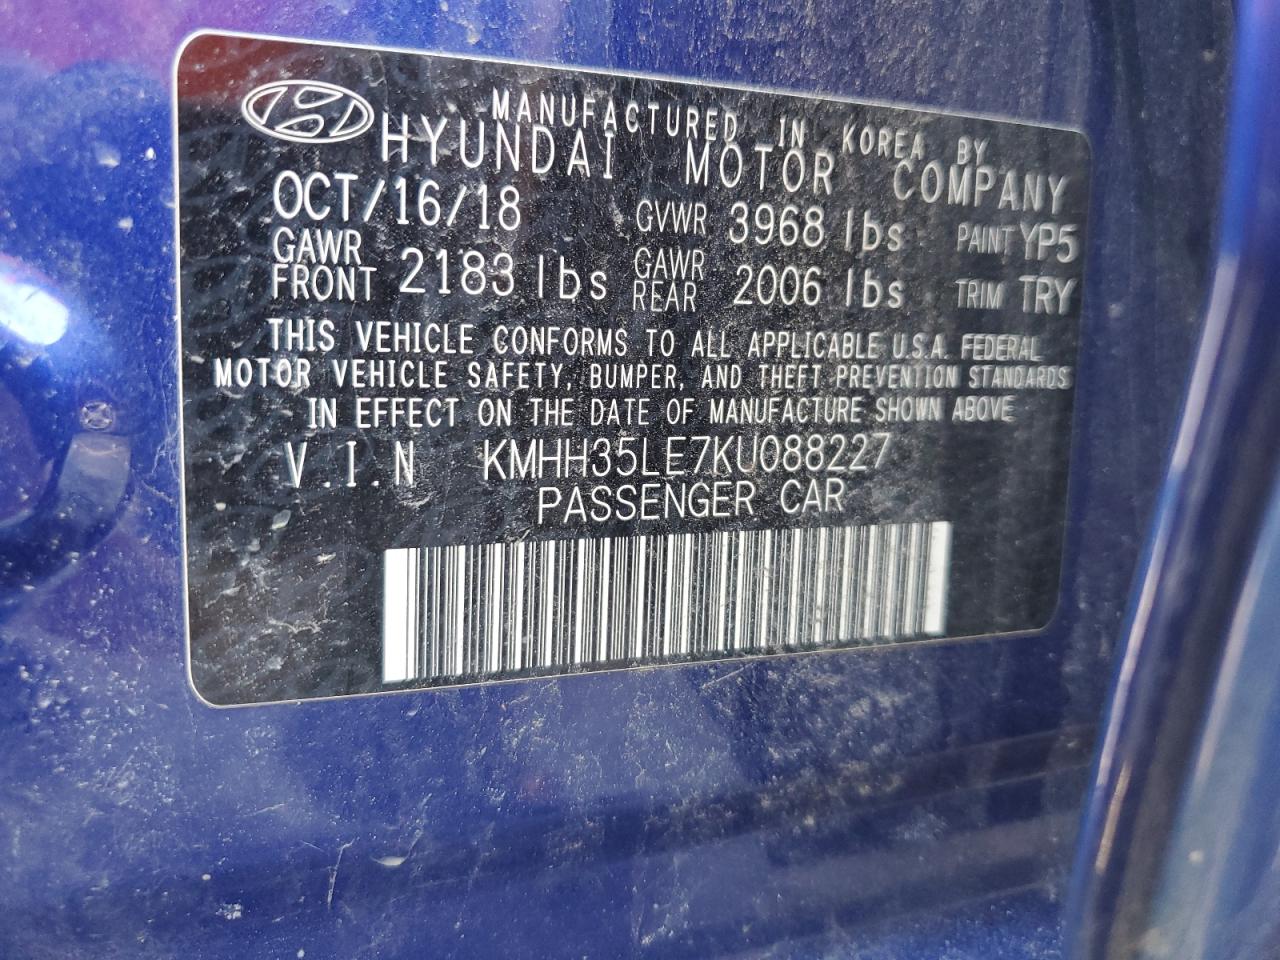 MANUFACTURED IN KOREA BY
HYUNDAI MOTOR COMPANY
OCT/16/18 GVWR 3968 lbs PAINT YP5
GAWR FRONT 2183 lbs GAWR REAR 2006 lbs TRIM TRY
THIS VEHICLE CONFORMS TO ALL APPLICABLE U.S.A. FEDERAL
MOTOR VEHICLE SAFETY, BUMPER, AND THEFT PREVENTION STANDARDS
IN EFFECT ON THE DATE OF MANUFACTURE SHOWN ABOVE
V.I.N KMHH35LE7KU088227
PASSENGER CAR